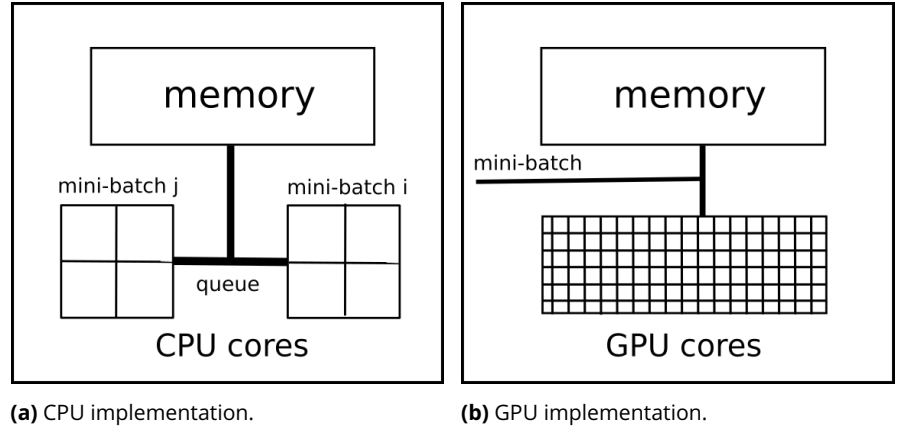 memory
mini-batch j
mini-batch i
queue
CPU cores
(a) CPU implementation.
memory
mini-batch
GPU cores
(b) GPU implementation.